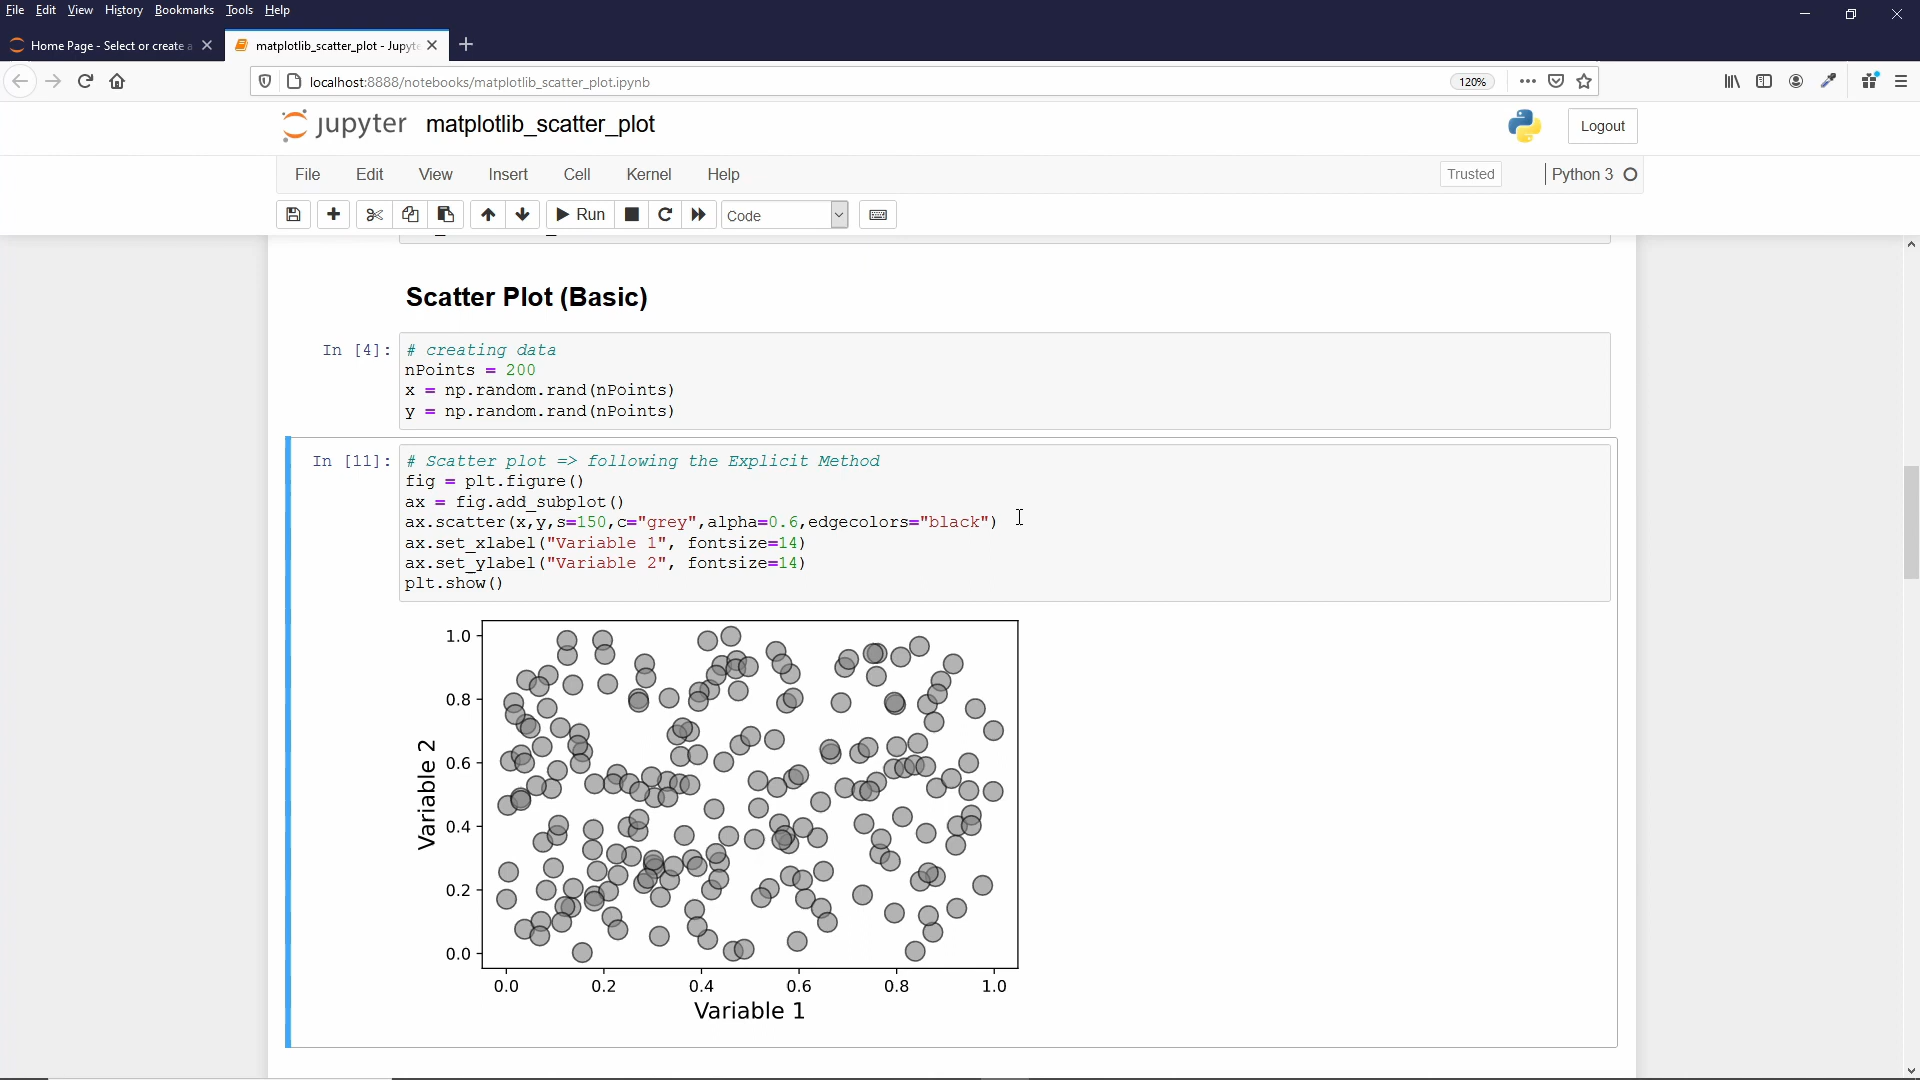 File Edit View History Bookmarks Tools Help
Home Page - Select or create a
matplotlib_scatter_plot - Jupyte
localhost:8888/notebooks/matplotlib_scatter_plot.ipynb
120%
jupyter matplotlib_scatter_plot
Logout
File Edit View Insert Cell Kernel Help
Trusted
Python 3
Run
Code
Scatter Plot (Basic)
In [4]:
# creating data
nPoints = 200
x = np.random.rand(nPoints)
y = np.random.rand(nPoints)
In [11]:
# Scatter plot => following the Explicit Method
fig = plt.figure()
ax = fig.add_subplot()
ax.scatter(x,y,s=150,c="grey",alpha=0.6,edgecolors="black")
ax.set_xlabel("Variable 1", fontsize=14)
ax.set_ylabel("Variable 2", fontsize=14)
plt.show()
1.0
0.8
0.6
0.4
0.2
0.0
Variable 2
0.0 0.2 0.4 0.6 0.8 1.0
Variable 1